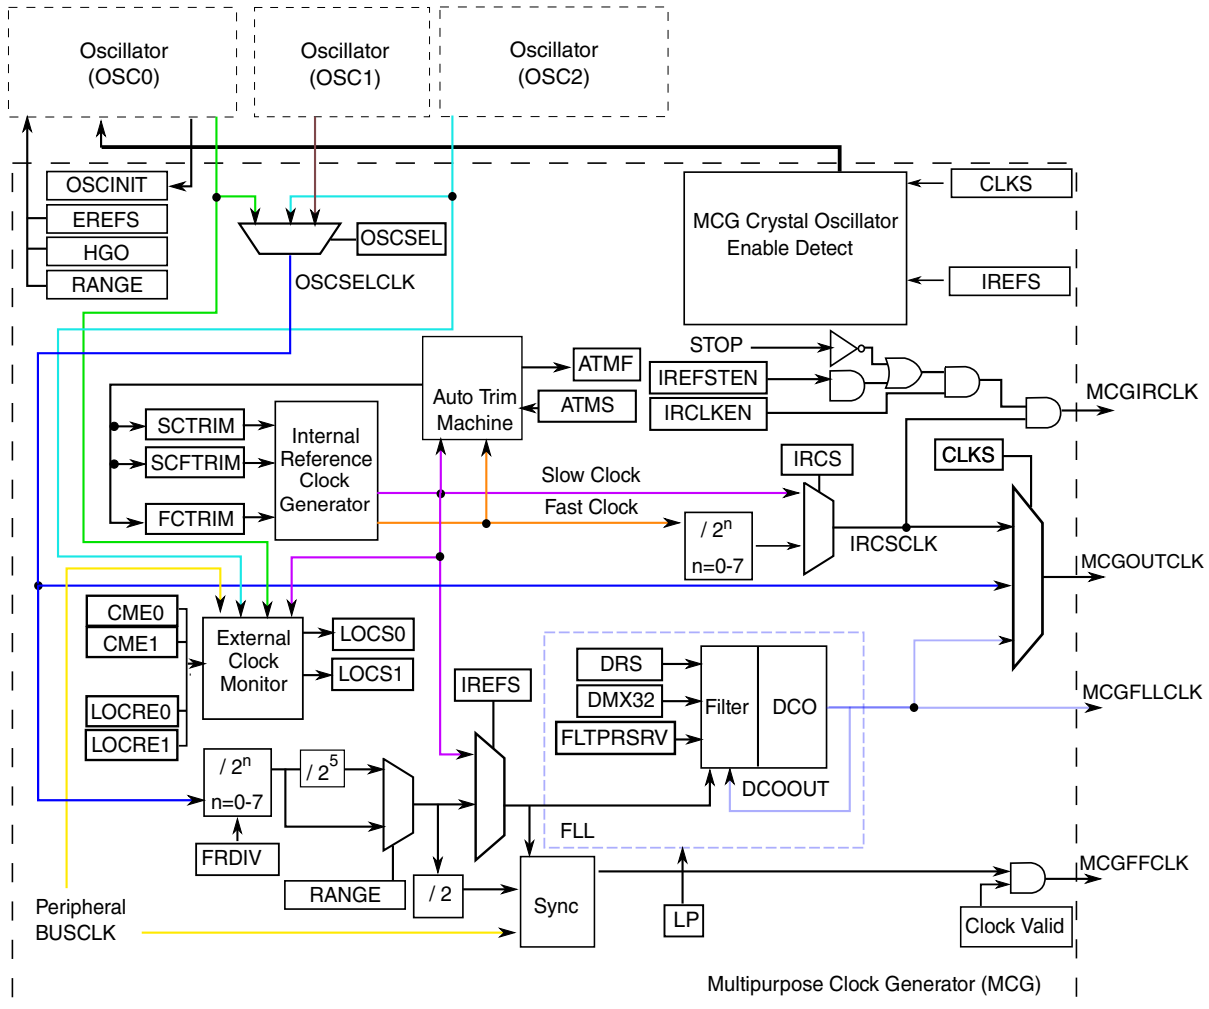 Oscillator
(OSC0)
Oscillator
(OSC1)
Oscillator
(OSC2)
OSCINIT
EREFS
HGO
RANGE
OSCSEL
OSCSELCLK
MCG Crystal Oscillator
Enable Detect
CLKS
IREFS
STOP
IREFSTEN
IRCLKEN
MCGIRCLK
ATMF
ATMS
Auto Trim
Machine
SCTRIM
SCFTRIM
FCTRIM
Internal
Reference
Clock
Generator
Slow Clock
Fast Clock
IRCS
CLKS
/ 2n
n=0-7
IRCSCLK
MCGOUTCLK
CME0
CME1
LOCRE0
LOCRE1
External
Clock
Monitor
LOCS0
LOCS1
IREFS
DRS
DMX32
FLTPRSRV
Filter
DCO
MCGFLLCLK
DCOOUT
FLL
/ 2n
n=0-7
/ 25
FRDIV
RANGE
/ 2
Sync
LP
MCGFFCLK
Clock Valid
Peripheral
BUSCLK
Multipurpose Clock Generator (MCG)